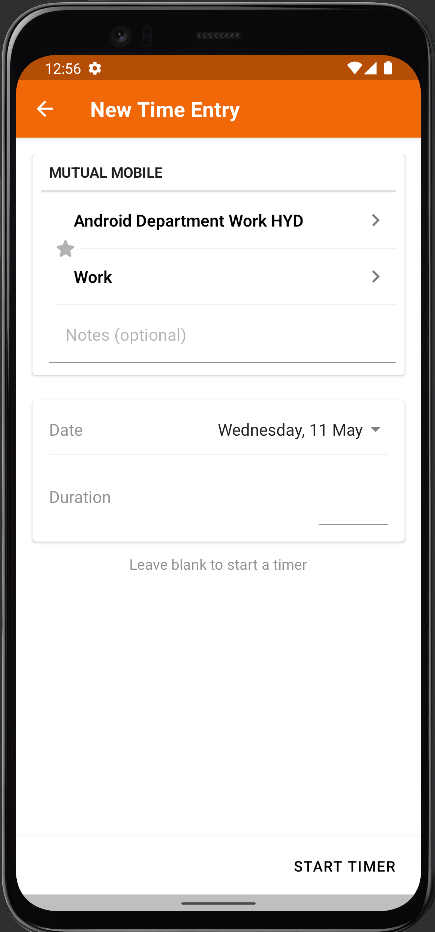 12:56
New Time Entry
MUTUAL MOBILE
Android Department Work HYD
Work
Notes (optional)
Date Wednesday, 11 May
Duration
Leave blank to start a timer
START TIMER